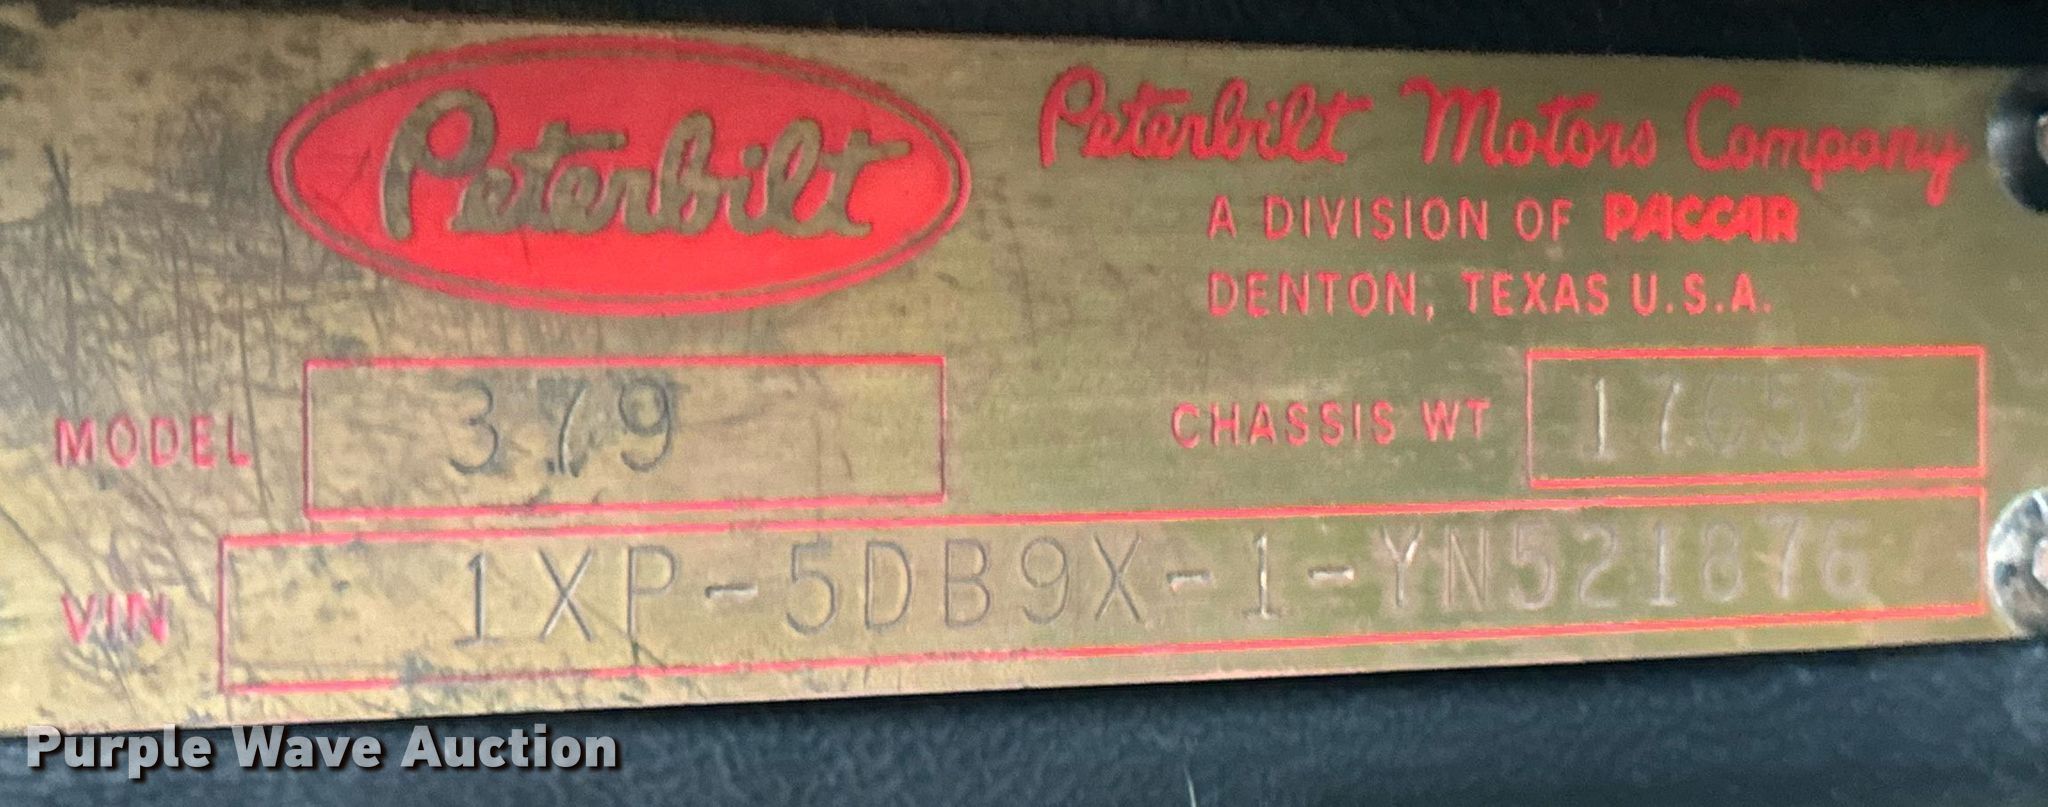 Peterbilt
Peterbilt Motors Company
A DIVISION OF PACCAR
DENTON, TEXAS U.S.A.
MODEL 379
CHASSIS WT 17659
VIN 1XP-5DB9X-1-YN521876
Purple Wave Auction